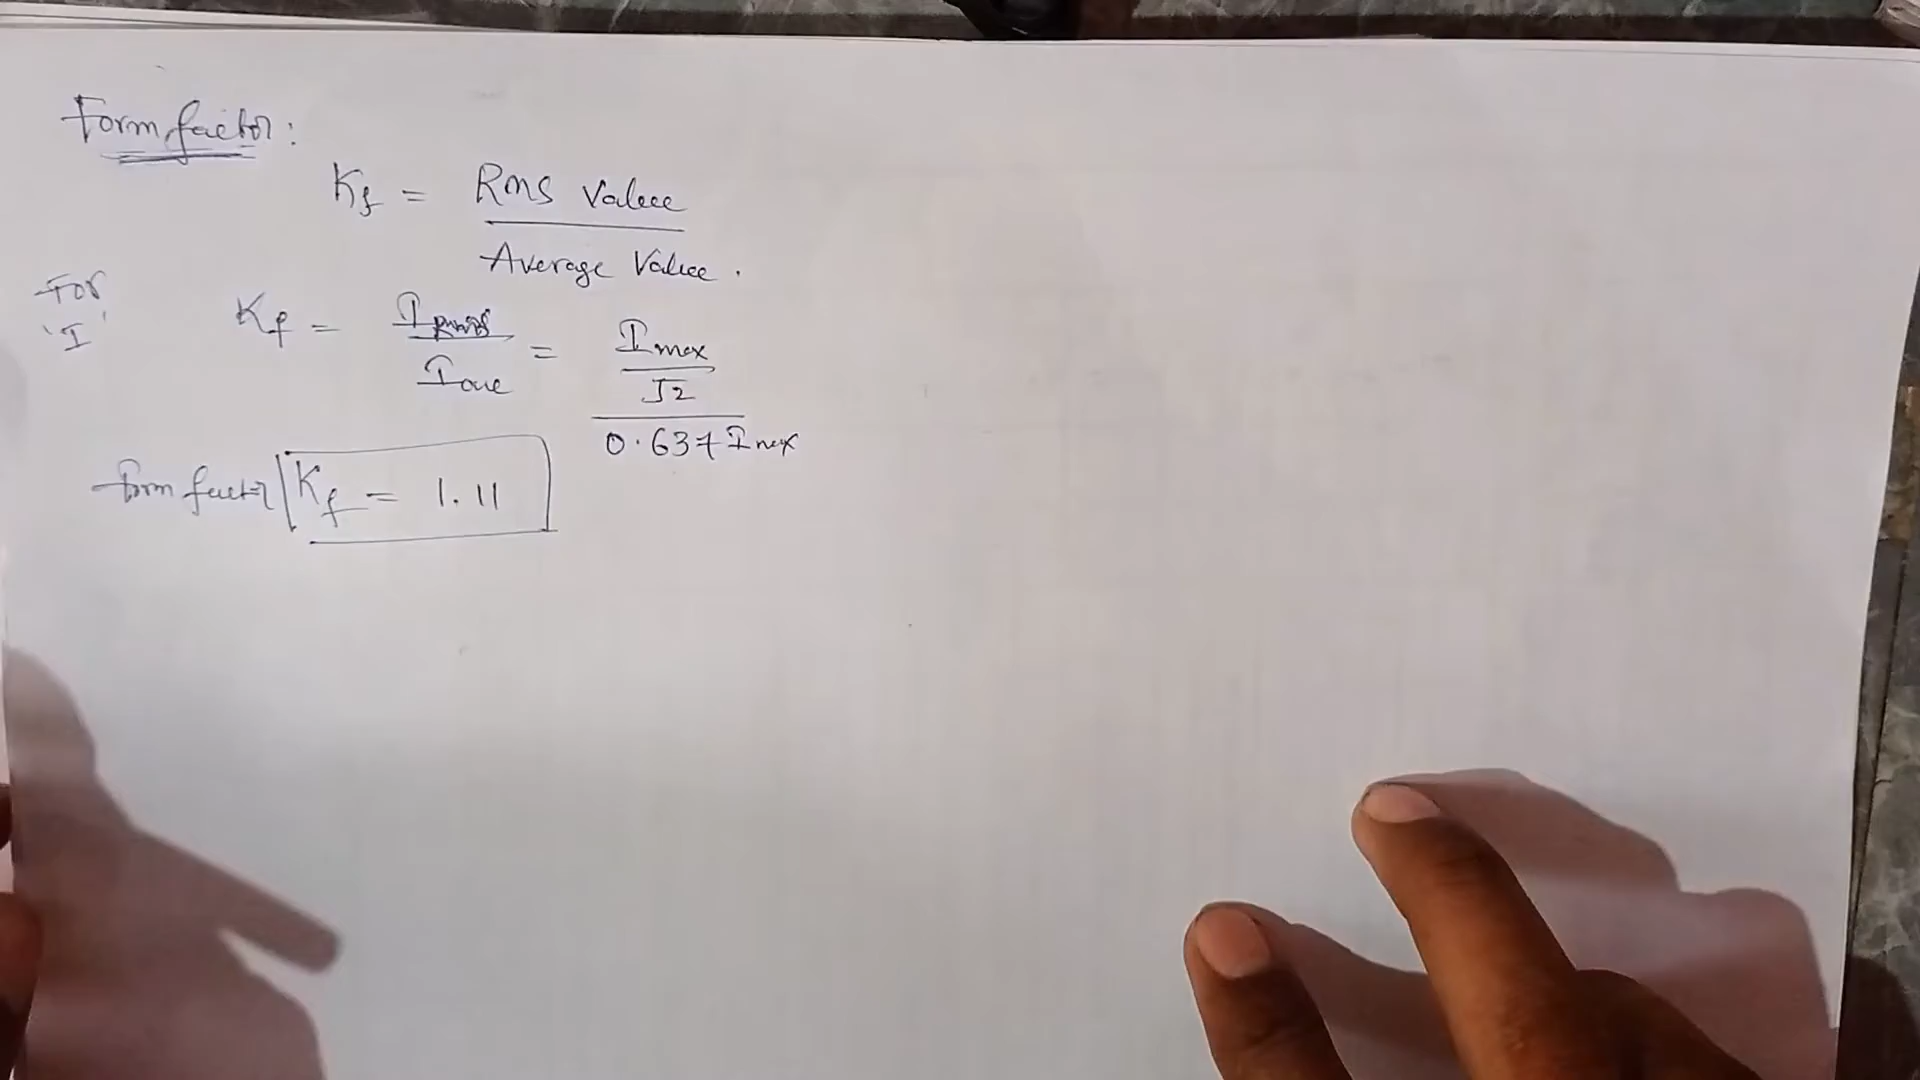 Form factor:
Kf = RMS Value
Average Value.
For
'I'
Kf = IRMS / Iave = Imax / √2 / 0.637 Imax
Form factor Kf = 1.11